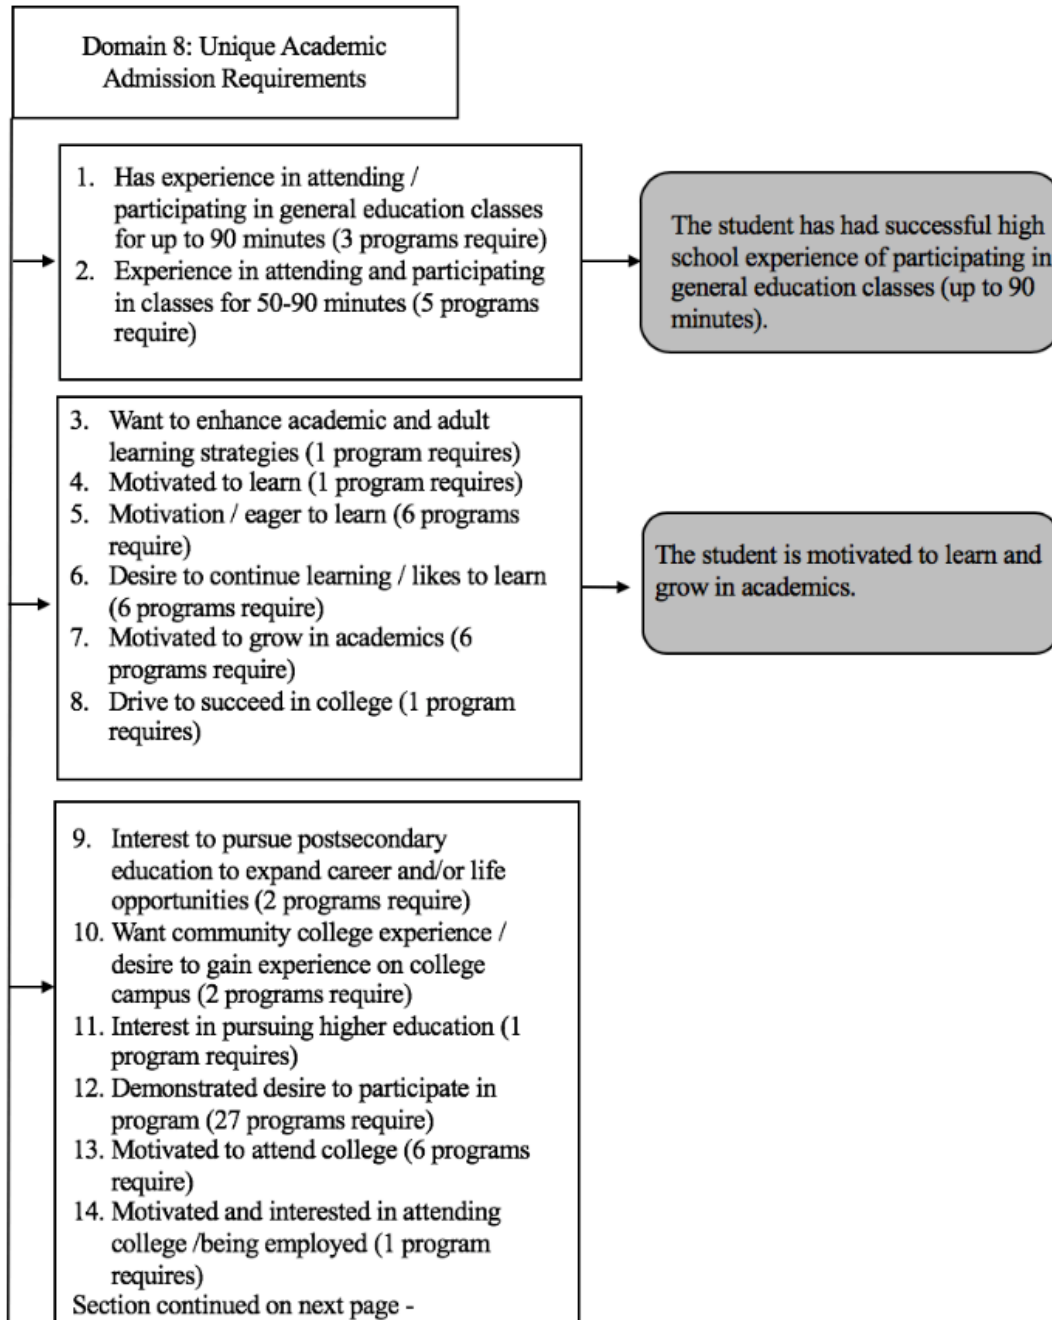 Domain 8: Unique Academic
Admission Requirements
1. Has experience in attending /
participating in general education classes
for up to 90 minutes (3 programs require)
2. Experience in attending and participating
in classes for 50-90 minutes (5 programs
require)
The student has had successful high
school experience of participating in
general education classes (up to 90
minutes).
3. Want to enhance academic and adult
learning strategies (1 program requires)
4. Motivated to learn (1 program requires)
5. Motivation / eager to learn (6 programs
require)
6. Desire to continue learning / likes to learn
(6 programs require)
7. Motivated to grow in academics (6
programs require)
8. Drive to succeed in college (1 program
requires)
The student is motivated to learn and
grow in academics.
9. Interest to pursue postsecondary
education to expand career and/or life
opportunities (2 programs require)
10. Want community college experience /
desire to gain experience on college
campus (2 programs require)
11. Interest in pursuing higher education (1
program requires)
12. Demonstrated desire to participate in
program (27 programs require)
13. Motivated to attend college (6 programs
require)
14. Motivated and interested in attending
college /being employed (1 program
requires)
Section continued on next page -